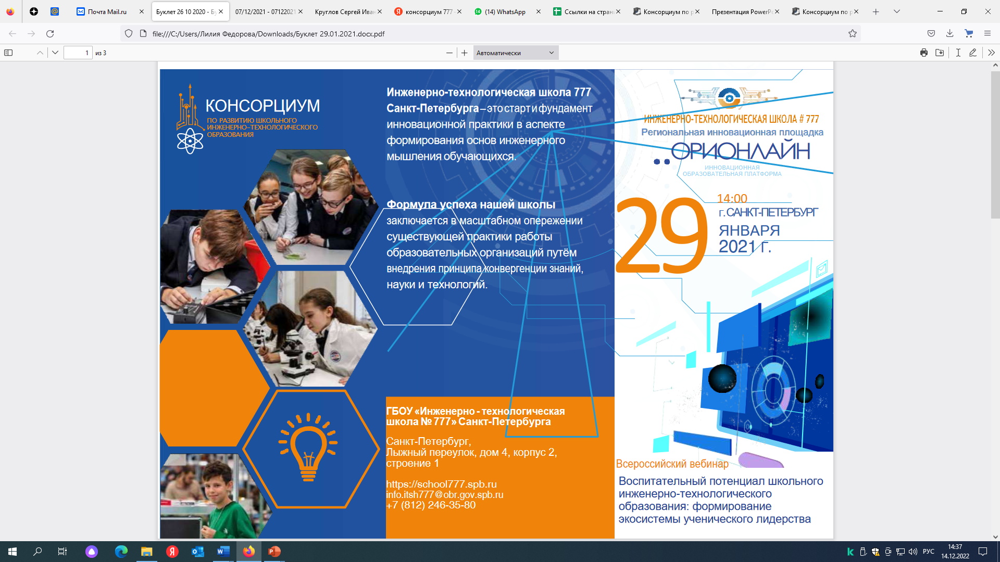 Почта Mail.ru
Буклет 26 10 2020 - Бу
07/12/2021 - 07122021
Круглов Сергей Иван
консорциум 777 -
(14) WhatsApp
Ссылки на стран
Консорциум по р
Презентация PowerPo
Консорциум по р
file:///C:/Users/Лилия Федорова/Downloads/Буклет 29.01.2021.docx.pdf
1 из 3
Автоматически
КОНСОРЦИУМ
ПО РАЗВИТИЮ ШКОЛЬНОГО
ИНЖЕНЕРНО-ТЕХНОЛОГИЧЕСКОГО
ОБРАЗОВАНИЯ
Инженерно-технологическая школа 777
Санкт-Петербурга – это старт и фундамент
инновационной практики в аспекте
формирования основ инженерного
мышления обучающихся.
Формула успеха нашей школы
заключается в масштабном опережении
существующей практики работы
образовательных организаций путём
внедрения принципа конвергенции знаний,
науки и технологий.
ГБОУ «Инженерно - технологическая
школа № 777» Санкт-Петербурга
Санкт-Петербург,
Лыжный переулок, дом 4, корпус 2,
строение 1
https://school777.spb.ru
info.itsh777@obr.gov.spb.ru
+7 (812) 246-35-80
ИНЖЕНЕРНО-ТЕХНОЛОГИЧЕСКАЯ ШКОЛА # 777
Региональная инновационная площадка
..ОРИОНЛАЙН
ИННОВАЦИОННАЯ
ОБРАЗОВАТЕЛЬНАЯ ПЛАТФОРМА
29
14:00
г. САНКТ-ПЕТЕРБУРГ
ЯНВАРЯ
2021 Г.
Всероссийский вебинар
Воспитательный потенциал школьного
инженерно-технологического
образования: формирование
экосистемы ученического лидерства
РУС
14:37
14.12.2022